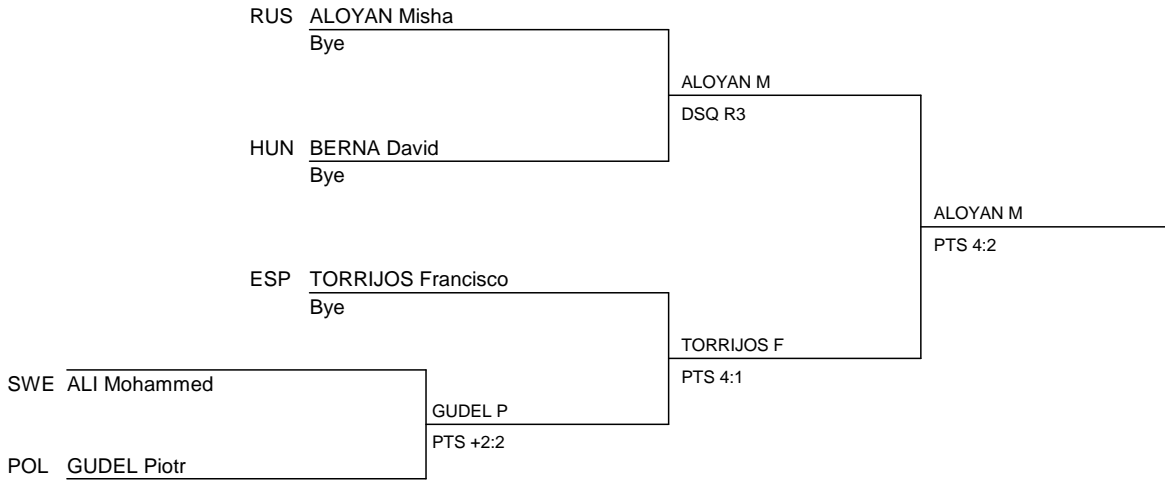 RUS ALOYAN Misha
Bye
ALOYAN M
DSQ R3
HUN BERNA David
Bye
ALOYAN M
PTS 4:2
ESP TORRIJOS Francisco
Bye
TORRIJOS F
PTS 4:1
SWE ALI Mohammed
GUDEL P
PTS +2:2
POL GUDEL Piotr